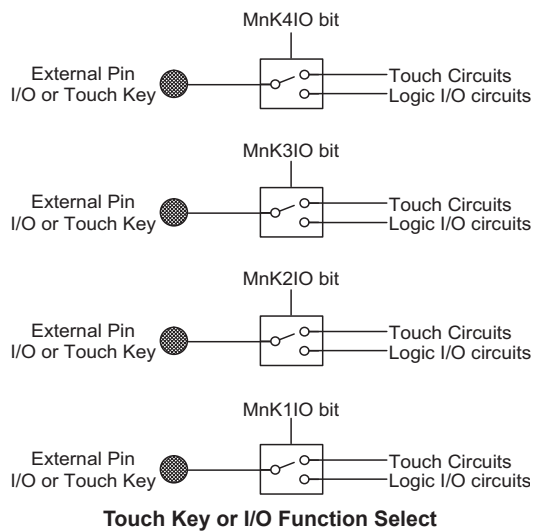 MnK4IO bit
External Pin
I/O or Touch Key
Touch Circuits
Logic I/O circuits
MnK3IO bit
External Pin
I/O or Touch Key
Touch Circuits
Logic I/O circuits
MnK2IO bit
External Pin
I/O or Touch Key
Touch Circuits
Logic I/O circuits
MnK1IO bit
External Pin
I/O or Touch Key
Touch Circuits
Logic I/O circuits
Touch Key or I/O Function Select